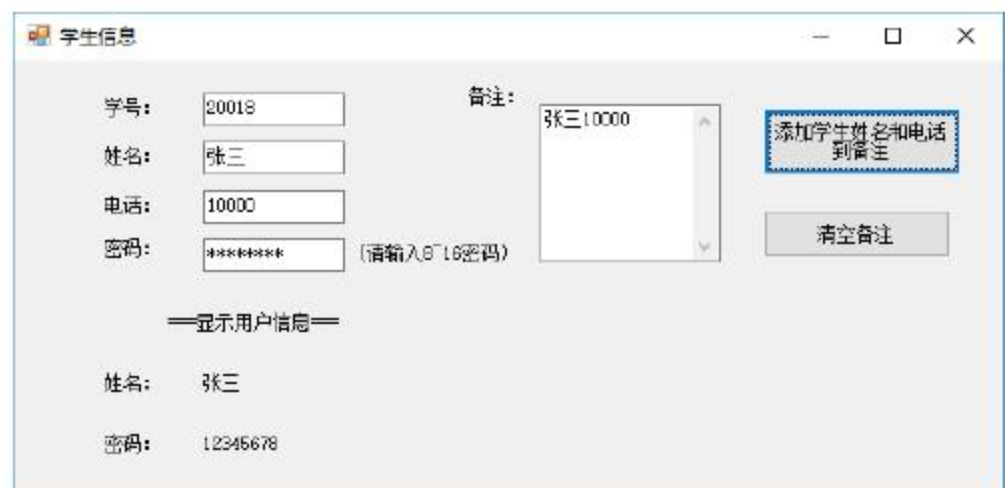 学生信息
学号: 20018
备注:
张三10000
添加学生姓名和电话
到备注
姓名: 张三
电话: 10000
清空备注
密码: ******** (请输入8~16密码)
==显示用户信息==
姓名: 张三
密码: 12345678